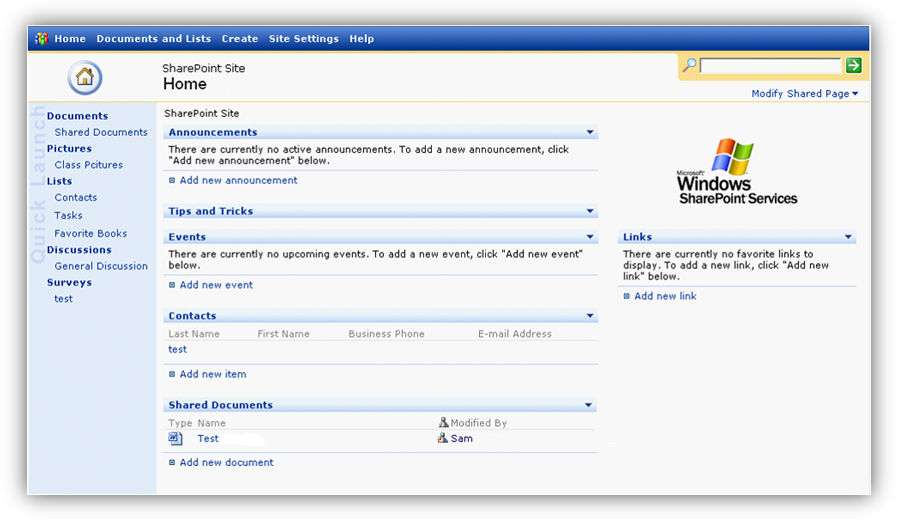 Home Documents and Lists Create Site Settings Help
SharePoint Site
Home
Modify Shared Page
Quick Launch
Documents
Shared Documents
Pictures
Class Pcitures
Lists
Contacts
Tasks
Favorite Books
Discussions
General Discussion
Surveys
test
SharePoint Site
Announcements
There are currently no active announcements. To add a new announcement, click
"Add new announcement" below.
Add new announcement
Tips and Tricks
Events
There are currently no upcoming events. To add a new event, click "Add new event"
below.
Add new event
Contacts
Last Name First Name Business Phone E-mail Address
test
Add new item
Shared Documents
Type Name Modified By
Test Sam
Add new document
Microsoft®
Windows
SharePoint Services
Links
There are currently no favorite links to
display. To add a new link, click "Add new
link" below.
Add new link